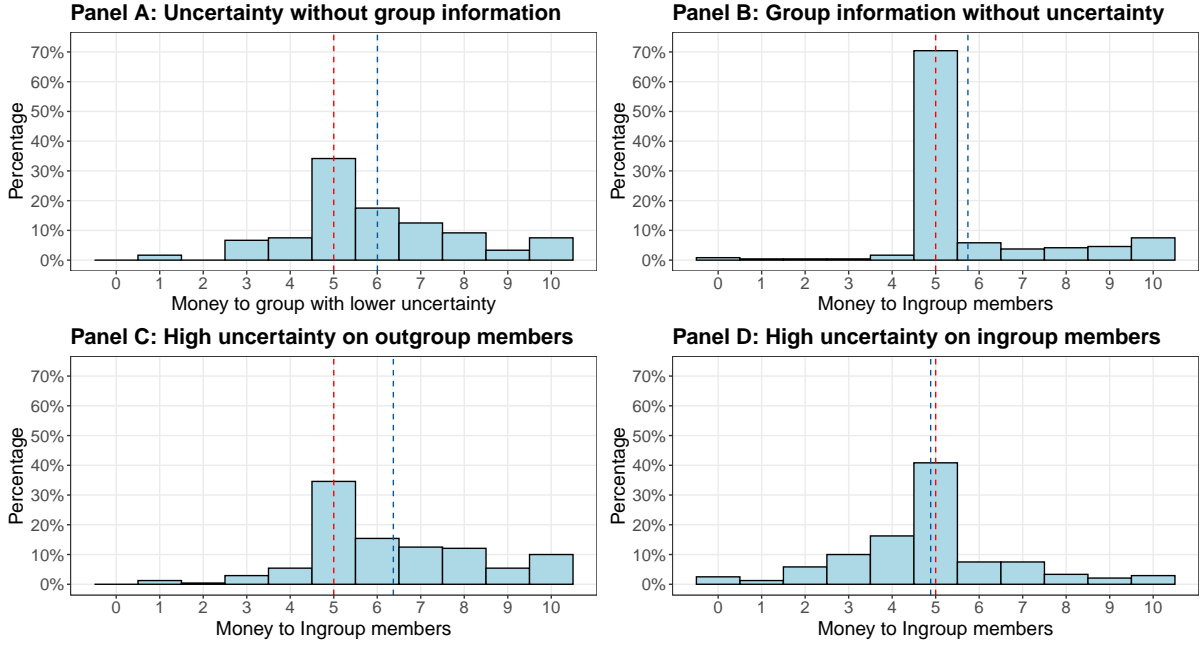 Panel A: Uncertainty without group information
Percentage
70%
60%
50%
40%
30%
20%
10%
0%
0 1 2 3 4 5 6 7 8 9 10
Money to group with lower uncertainty
Panel B: Group information without uncertainty
Percentage
70%
60%
50%
40%
30%
20%
10%
0%
0 1 2 3 4 5 6 7 8 9 10
Money to Ingroup members
Panel C: High uncertainty on outgroup members
Percentage
70%
60%
50%
40%
30%
20%
10%
0%
0 1 2 3 4 5 6 7 8 9 10
Money to Ingroup members
Panel D: High uncertainty on ingroup members
Percentage
70%
60%
50%
40%
30%
20%
10%
0%
0 1 2 3 4 5 6 7 8 9 10
Money to Ingroup members